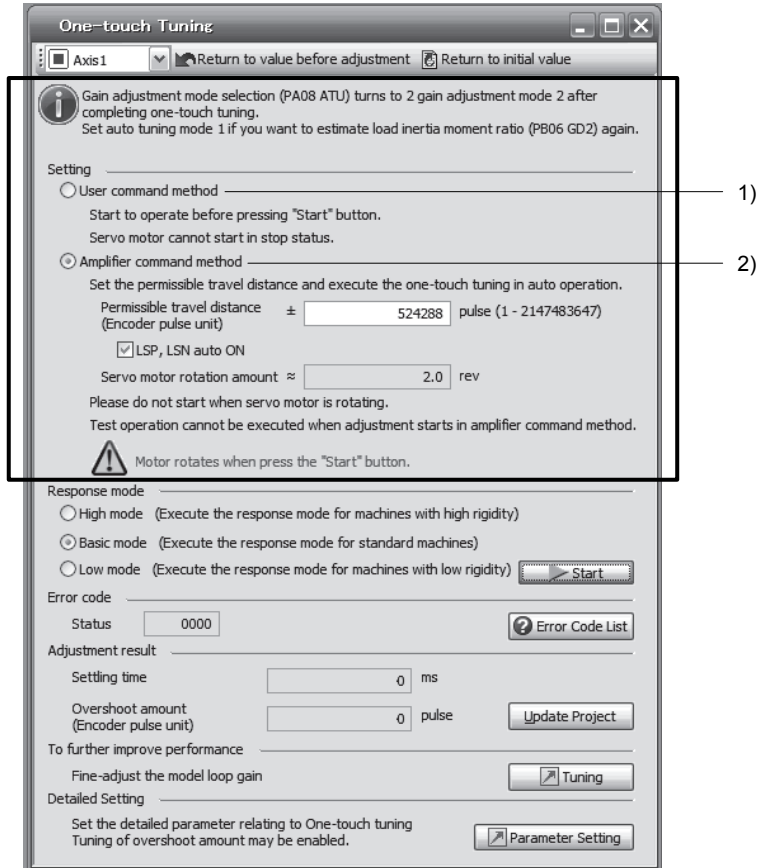 One-touch Tuning
Axis1 Return to value before adjustment Return to initial value
Gain adjustment mode selection (PA08 ATU) turns to 2 gain adjustment mode 2 after
completing one-touch tuning.
Set auto tuning mode 1 if you want to estimate load inertia moment ratio (PB06 GD2) again.
Setting
User command method 1)
Start to operate before pressing "Start" button.
Servo motor cannot start in stop status.
Amplifier command method 2)
Set the permissible travel distance and execute the one-touch tuning in auto operation.
Permissible travel distance ± 524288 pulse (1 - 2147483647)
(Encoder pulse unit)
LSP, LSN auto ON
Servo motor rotation amount ≈ 2.0 rev
Please do not start when servo motor is rotating.
Test operation cannot be executed when adjustment starts in amplifier command method.
Motor rotates when press the "Start" button.
Response mode
High mode (Execute the response mode for machines with high rigidity)
Basic mode (Execute the response mode for standard machines)
Low mode (Execute the response mode for machines with low rigidity) Start
Error code
Status 0000 Error Code List
Adjustment result
Settling time 0 ms
Overshoot amount 0 pulse Update Project
(Encoder pulse unit)
To further improve performance
Fine-adjust the model loop gain Tuning
Detailed Setting
Set the detailed parameter relating to One-touch tuning
Tuning of overshoot amount may be enabled. Parameter Setting